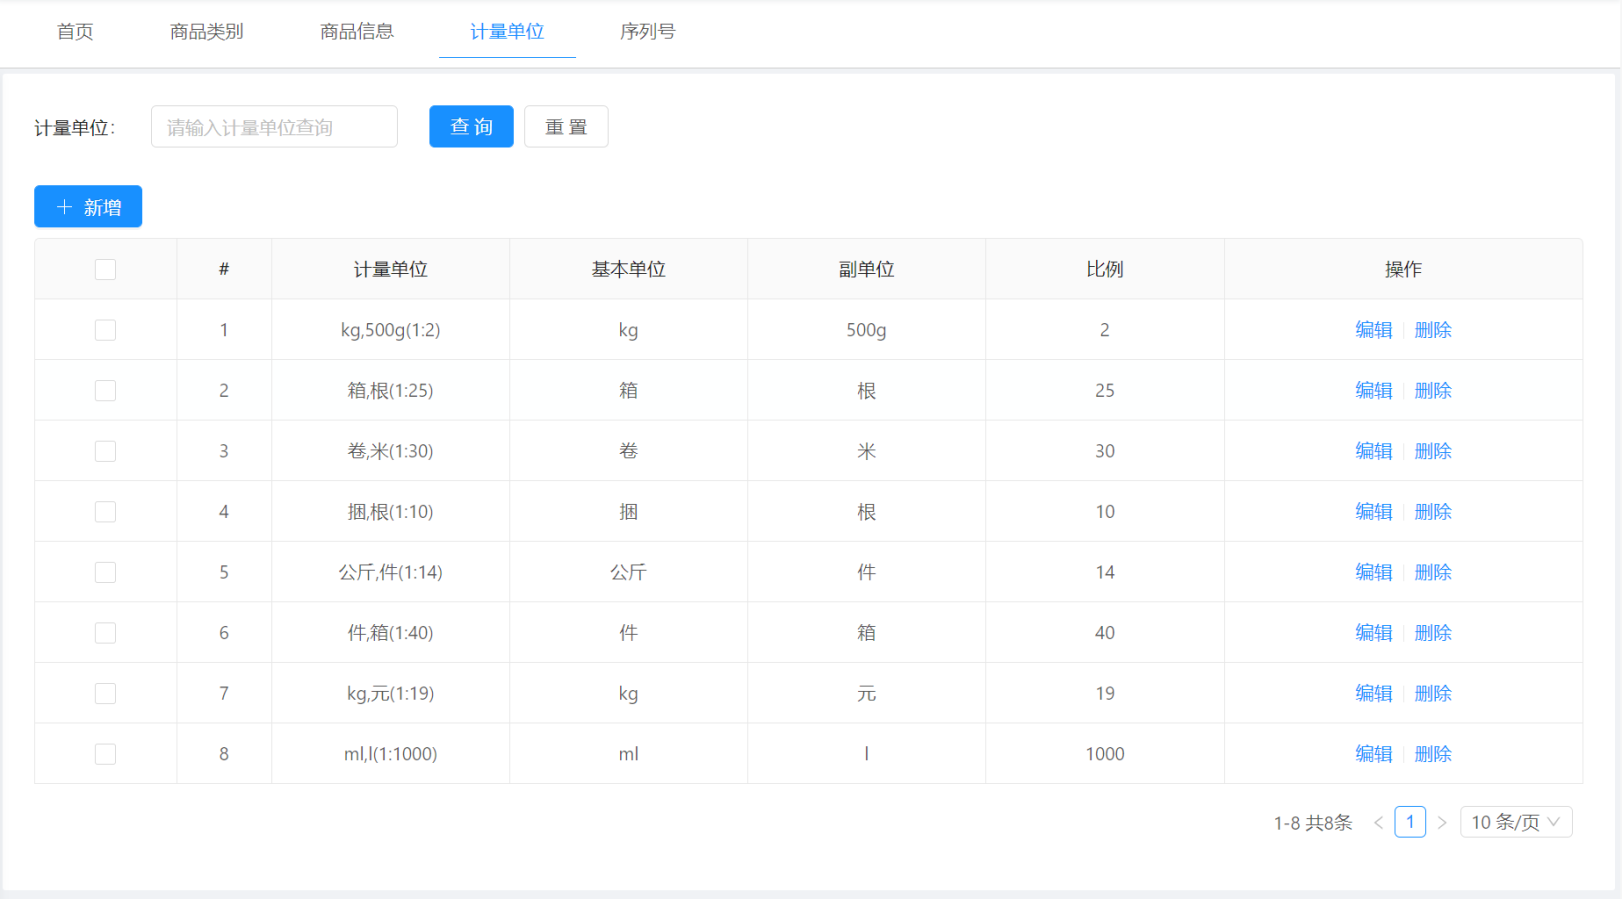 首页 商品类别 商品信息 计量单位 序列号
计量单位: 请输入计量单位查询 查 询 重 置
＋ 新增
# 计量单位 基本单位 副单位 比例 操作
1 kg,500g(1:2) kg 500g 2 编辑 删除
2 箱,根(1:25) 箱 根 25 编辑 删除
3 卷,米(1:30) 卷 米 30 编辑 删除
4 捆,根(1:10) 捆 根 10 编辑 删除
5 公斤,件(1:14) 公斤 件 14 编辑 删除
6 件,箱(1:40) 件 箱 40 编辑 删除
7 kg,元(1:19) kg 元 19 编辑 删除
8 ml,l(1:1000) ml l 1000 编辑 删除
1-8 共8条 < 1 > 10 条/页